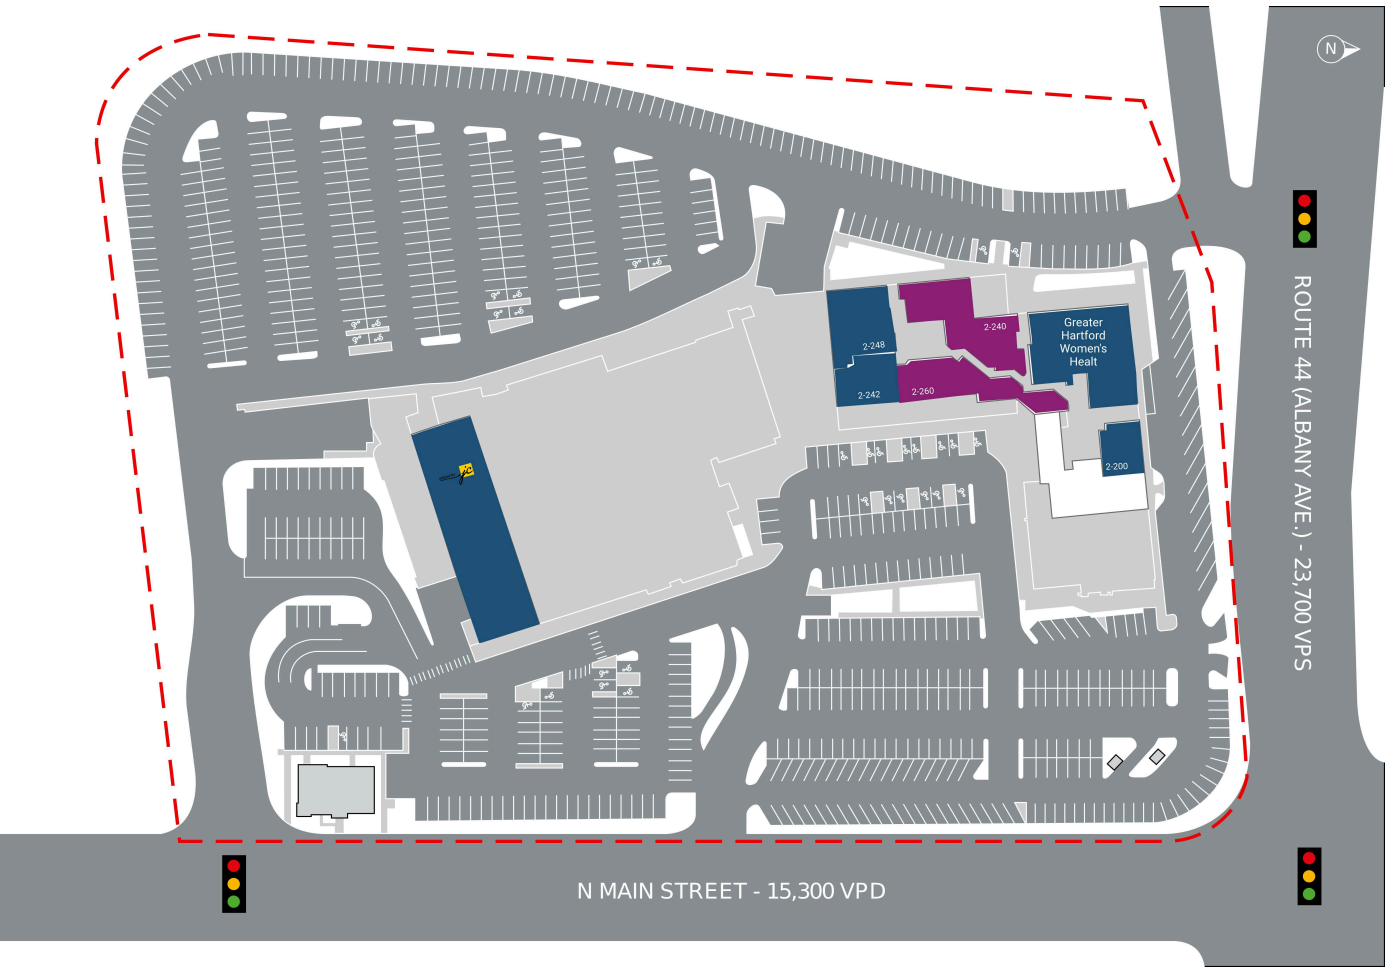 N
2-248
2-240
Greater
Hartford
Women's
Healt
2-242
2-260
2-200
ROUTE 44 (ALBANY AVE.) - 23,700 VPS
N MAIN STREET - 15,300 VPD